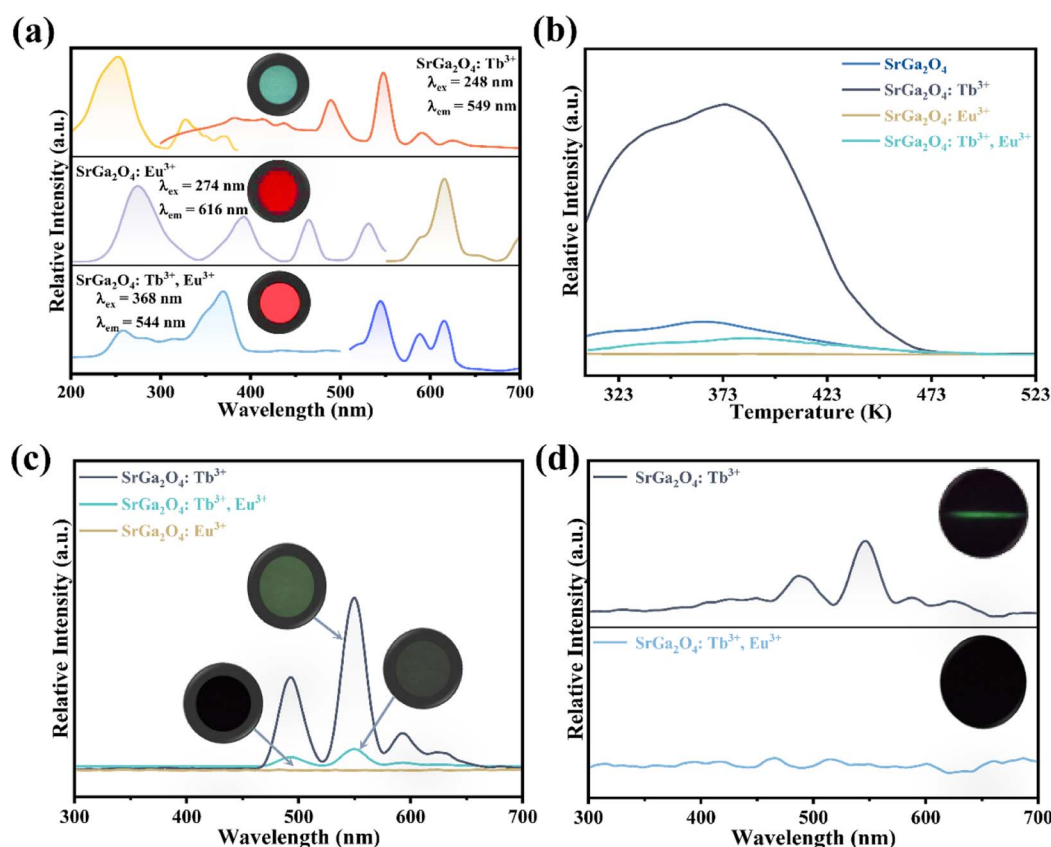 (a)
SrGa₂O₄: Tb³⁺
λex = 248 nm
λem = 549 nm
SrGa₂O₄: Eu³⁺
λex = 274 nm
λem = 616 nm
SrGa₂O₄: Tb³⁺, Eu³⁺
λex = 368 nm
λem = 544 nm
Relative Intensity (a.u.)
200 300 400 500 600 700
Wavelength (nm)
(b)
SrGa₂O₄
SrGa₂O₄: Tb³⁺
SrGa₂O₄: Eu³⁺
SrGa₂O₄: Tb³⁺, Eu³⁺
Relative Intensity (a.u.)
323 373 423 473 523
Temperature (K)
(c)
SrGa₂O₄: Tb³⁺
SrGa₂O₄: Tb³⁺, Eu³⁺
SrGa₂O₄: Eu³⁺
Relative Intensity (a.u.)
300 400 500 600 700
Wavelength (nm)
(d)
SrGa₂O₄: Tb³⁺
SrGa₂O₄: Tb³⁺, Eu³⁺
Relative Intensity (a.u.)
300 400 500 600 700
Wavelength (nm)